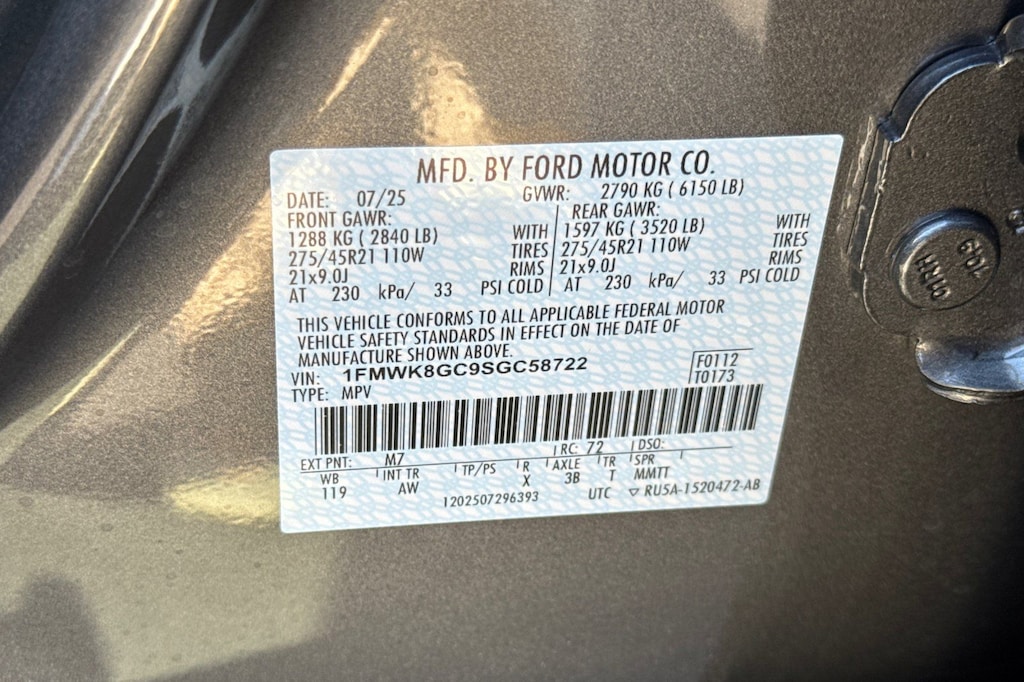 MFD. BY FORD MOTOR CO.
DATE: 07/25 GVWR: 2790 KG ( 6150 LB)
FRONT GAWR: REAR GAWR:
1288 KG ( 2840 LB) WITH 1597 KG ( 3520 LB) WITH
275/45R21 110W TIRES 275/45R21 110W TIRES
21x9.0J RIMS 21x9.0J RIMS
AT 230 kPa/ 33 PSI COLD AT 230 kPa/ 33 PSI COLD
THIS VEHICLE CONFORMS TO ALL APPLICABLE FEDERAL MOTOR
VEHICLE SAFETY STANDARDS IN EFFECT ON THE DATE OF
MANUFACTURE SHOWN ABOVE.
VIN: 1FMWK8GC9SGC58722 F0112
TYPE: MPV T0173
EXT PNT: M7 RC: 72 DSO:
WB INT TR TP/PS R AXLE TR SPR
119 AW X 3B T MMTT
1202507296393 UTC ▽ RU5A-1520472-AB